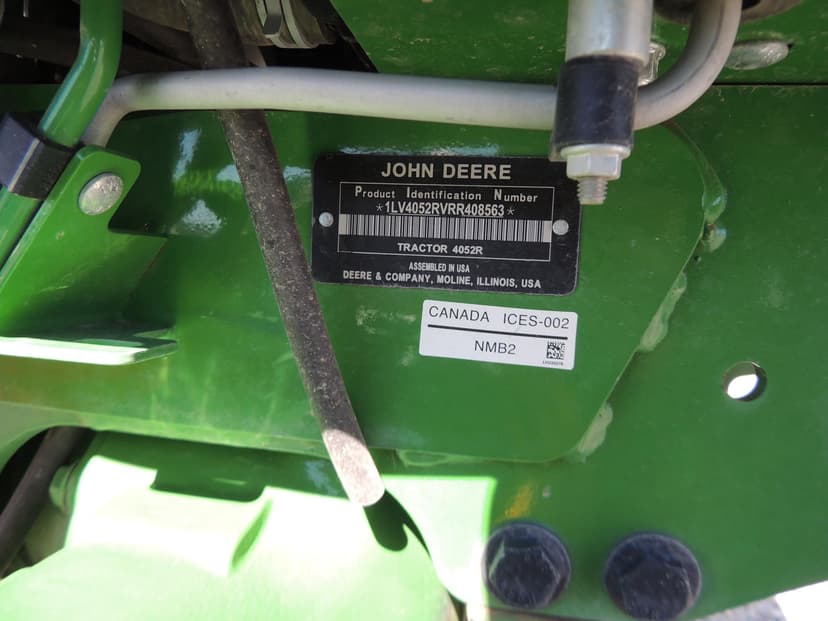 JOHN DEERE
Product Identification Number
*1LV4052RVRR408563*
TRACTOR 4052R
ASSEMBLED IN USA
DEERE & COMPANY, MOLINE, ILLINOIS, USA
CANADA ICES-002
NMB2